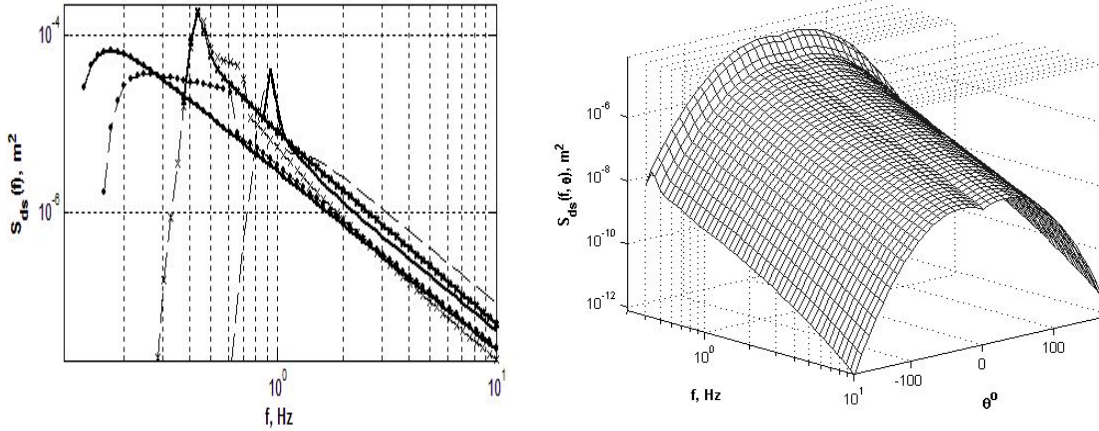 10⁻⁴
10⁻⁶
S_ds(f), m²
10⁰
10¹
f, Hz
10⁻⁶
10⁻⁸
10⁻¹⁰
10⁻¹²
S_ds(f, θ), m²
10⁰
10¹
f, Hz
-100
0
100
θ⁰